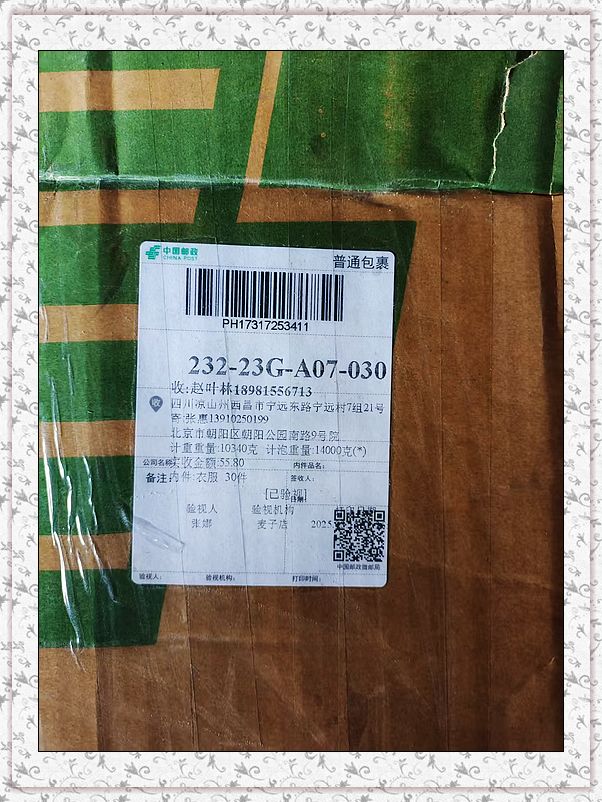 中国邮政
CHINA POST
普通包裹
PH17317253411
232-23G-A07-030
收:赵叶林18981556713
四川凉山州西昌市宁远东路宁远村7组21号
寄:张惠13910250199
北京市朝阳区朝阳公园南路9号院
计重重量:10340克 计泡重量:14000克(*)
公司名称 实收金额:55.80 内件品名:
备注 内件:衣服 30件 签收人:
[已验视]
日期
验视人 验视机构
张娜 麦子店 2025
中国邮政微邮局
验视人: 验视机构: 打印时间: